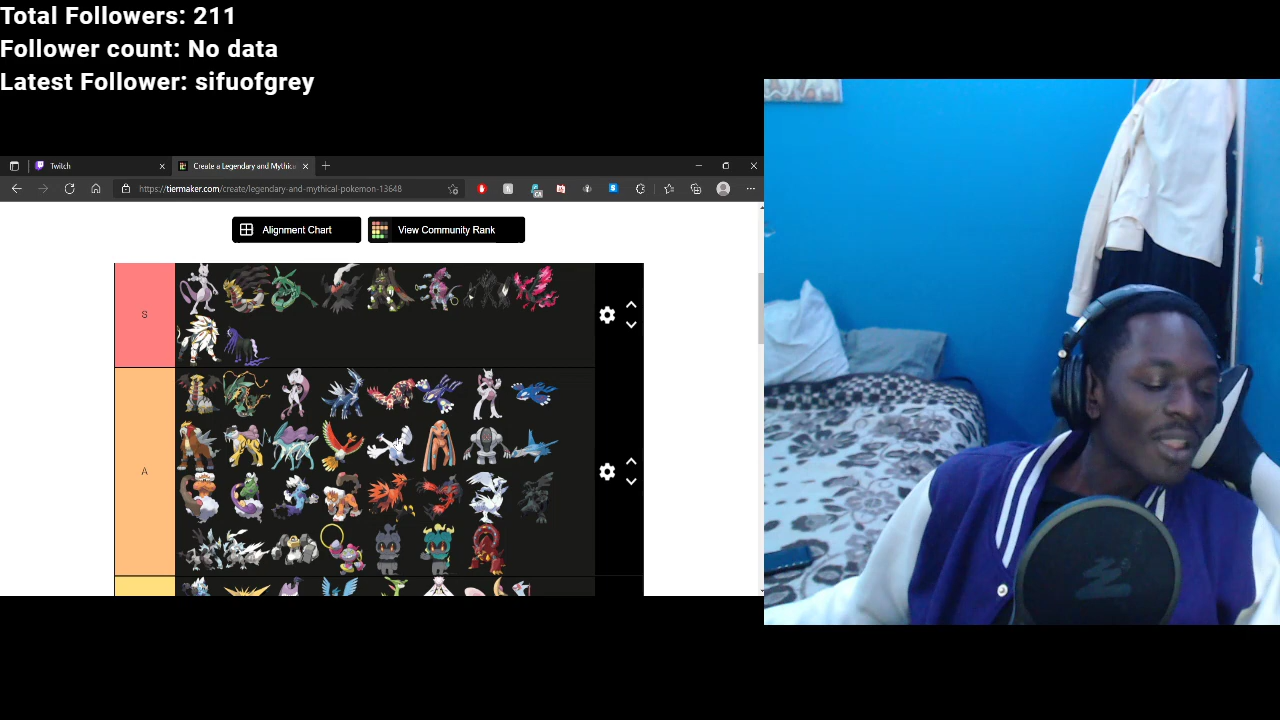 Total Followers: 211
Follower count: No data
Latest Follower: sifuofgrey
Twitch
Create a Legendary and Mythic
https://tiermaker.com/create/legendary-and-mythical-pokemon-13648
Alignment Chart
View Community Rank
S
A